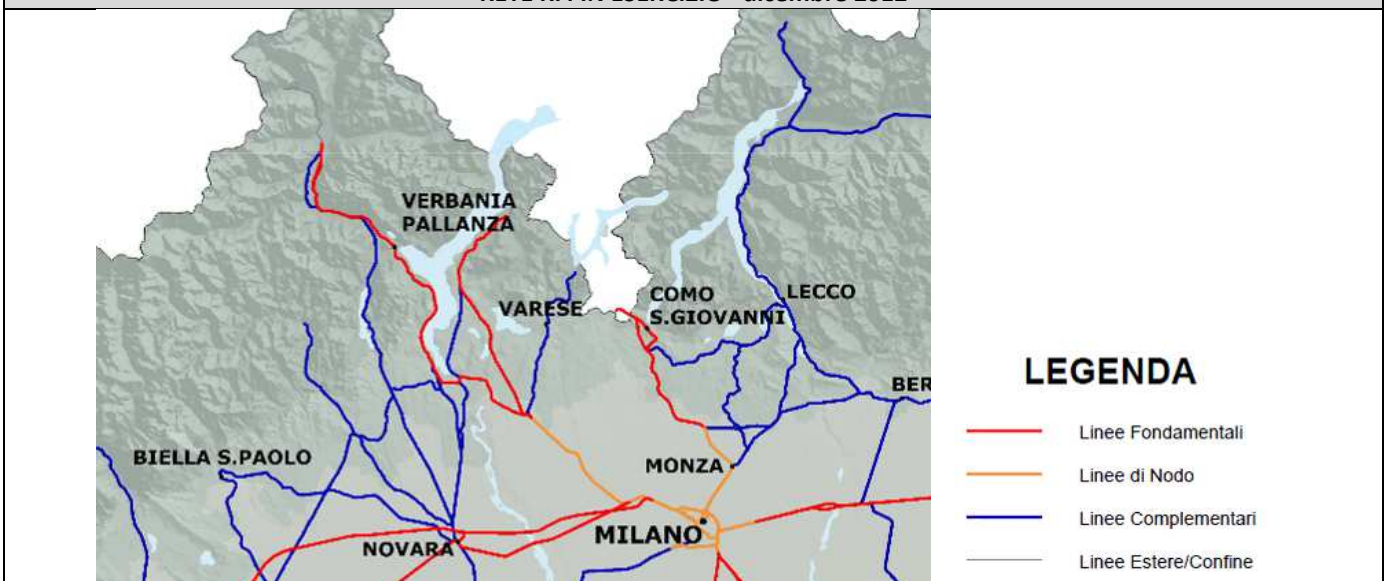 VERBANIA
PALLANZA
VARESE
COMO
S.GIOVANNI
LECCO
BER
BIELLA S.PAOLO
MONZA
MILANO
NOVARA
LEGENDA
Linee Fondamentali
Linee di Nodo
Linee Complementari
Linee Estere/Confine